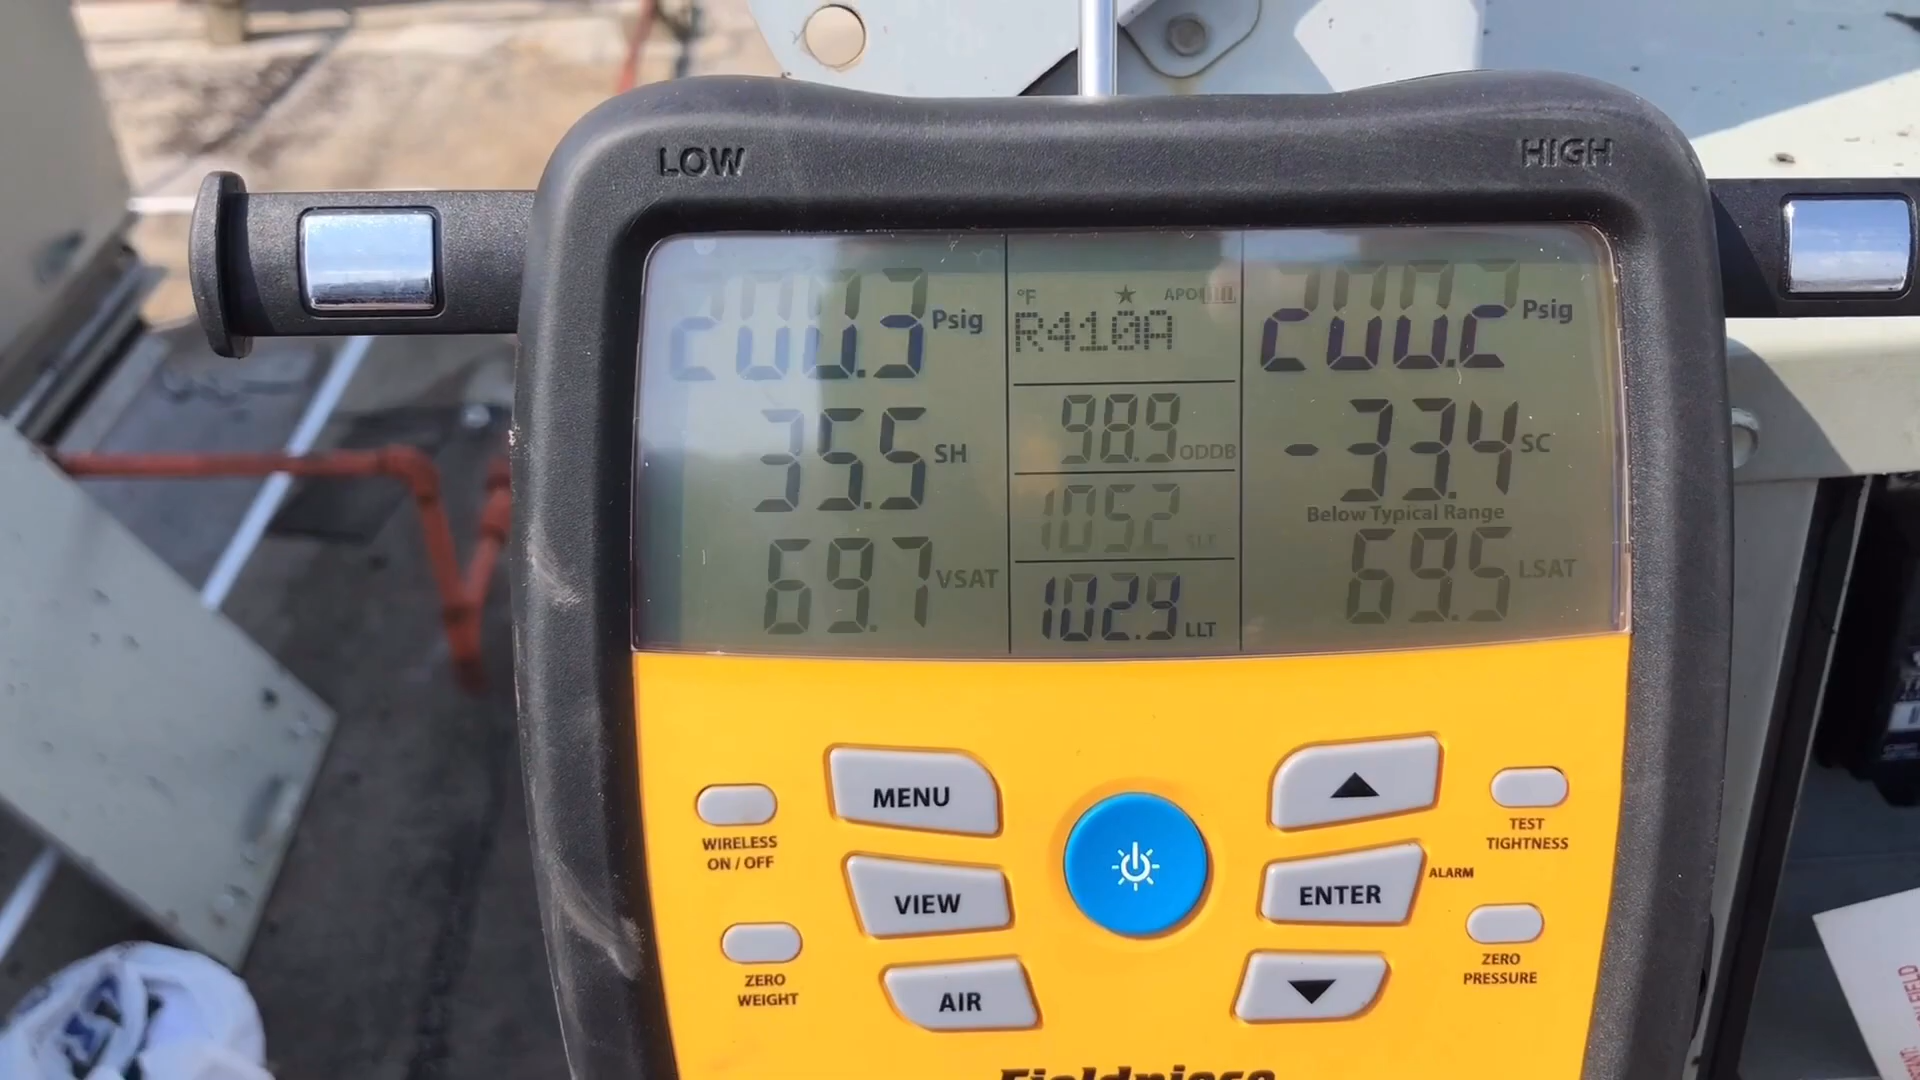 LOW
HIGH
200.3 Psig
35.5 SH
69.7 VSAT
°F ★ APO
R410A
98.9 ODDB
105.2 SLT
102.9 LLT
200.2 Psig
-33.4 SC
Below Typical Range
69.5 LSAT
MENU
VIEW
AIR
WIRELESS
ON / OFF
ZERO
WEIGHT
ENTER
ALARM
TEST
TIGHTNESS
ZERO
PRESSURE
Fieldpiece